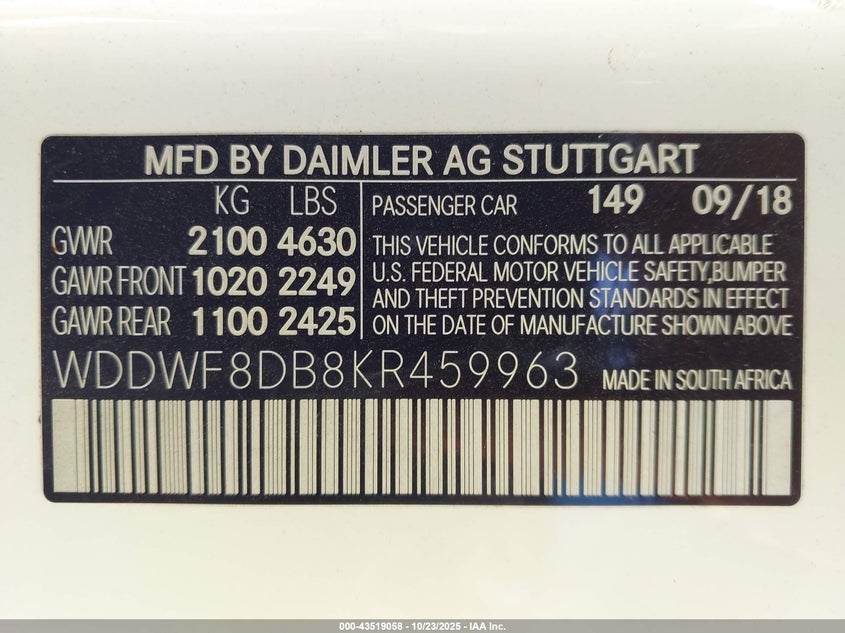 MFD BY DAIMLER AG STUTTGART
KG LBS
GVWR 2100 4630
GAWR FRONT 1020 2249
GAWR REAR 1100 2425
PASSENGER CAR 149 09/18
THIS VEHICLE CONFORMS TO ALL APPLICABLE
U.S. FEDERAL MOTOR VEHICLE SAFETY,BUMPER
AND THEFT PREVENTION STANDARDS IN EFFECT
ON THE DATE OF MANUFACTURE SHOWN ABOVE
WDDWF8DB8KR459963 MADE IN SOUTH AFRICA
000-43519058 - 10/23/2025 - IAA Inc.